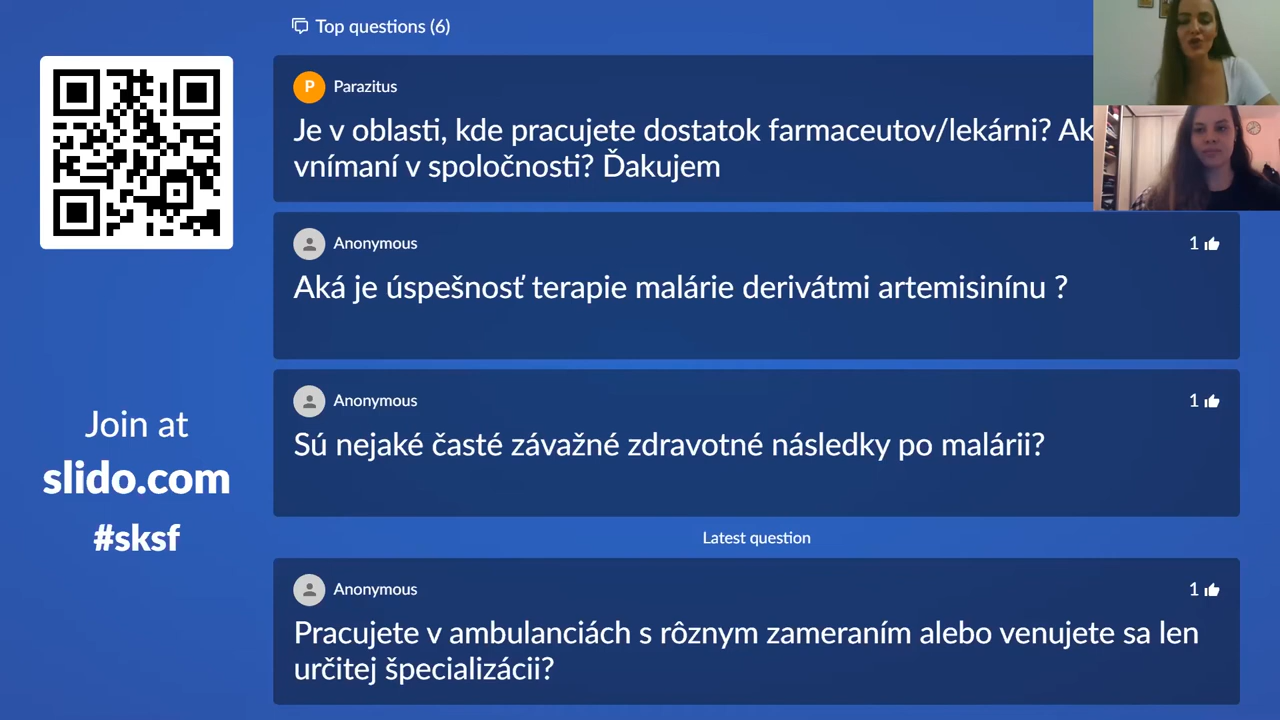 Top questions (6)
P
Parazitus
Je v oblasti, kde pracujete dostatok farmaceutov/lekárni? Ak
vnímaní v spoločnosti? Ďakujem
Anonymous
1
Aká je úspešnosť terapie malárie derivátmi artemisinínu ?
Anonymous
1
Sú nejaké časté závažné zdravotné následky po malárii?
Join at
slido.com
#sksf
Latest question
Anonymous
1
Pracujete v ambulanciách s rôznym zameraním alebo venujete sa len
určitej špecializácii?